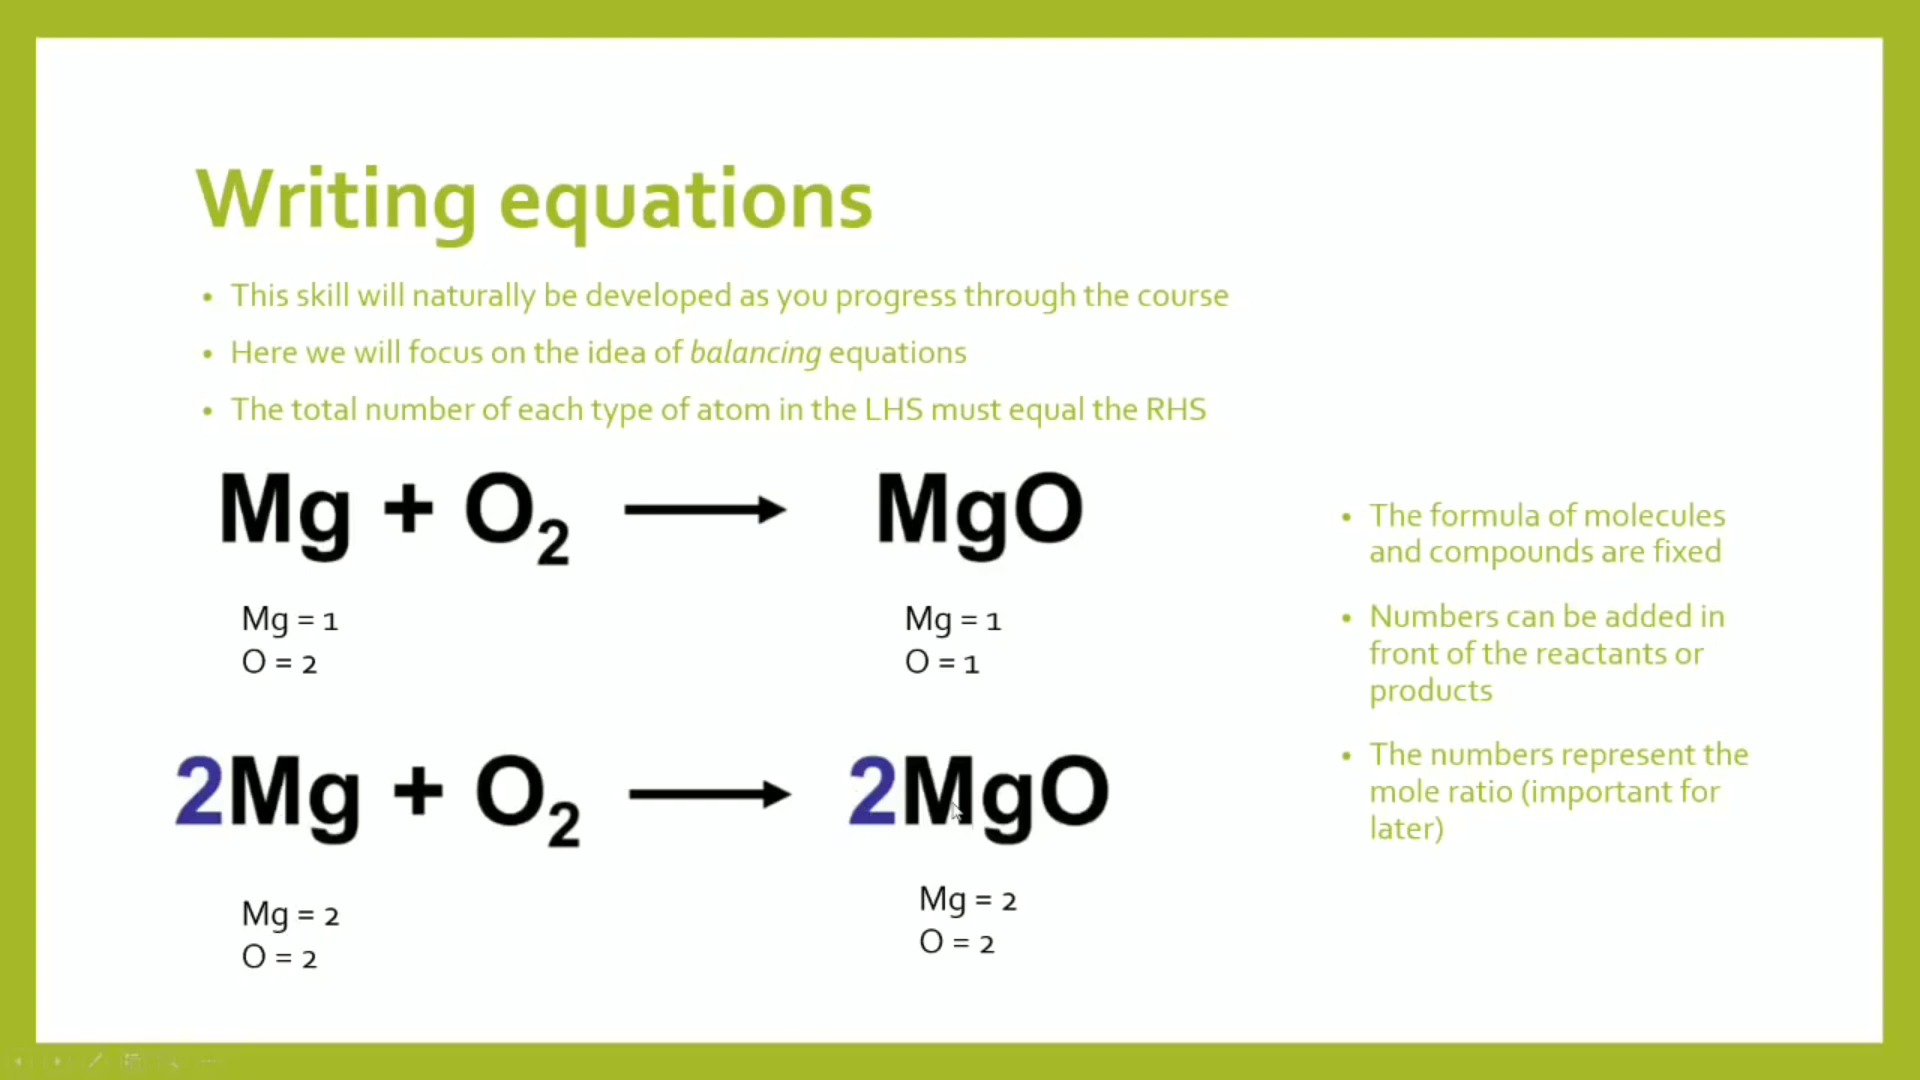 Writing equations
• This skill will naturally be developed as you progress through the course
• Here we will focus on the idea of balancing equations
• The total number of each type of atom in the LHS must equal the RHS
Mg + O₂ ⟶ MgO
Mg = 1
O = 2
Mg = 1
O = 1
2Mg + O₂ ⟶ 2MgO
Mg = 2
O = 2
Mg = 2
O = 2
• The formula of molecules
and compounds are fixed
• Numbers can be added in
front of the reactants or
products
• The numbers represent the
mole ratio (important for
later)